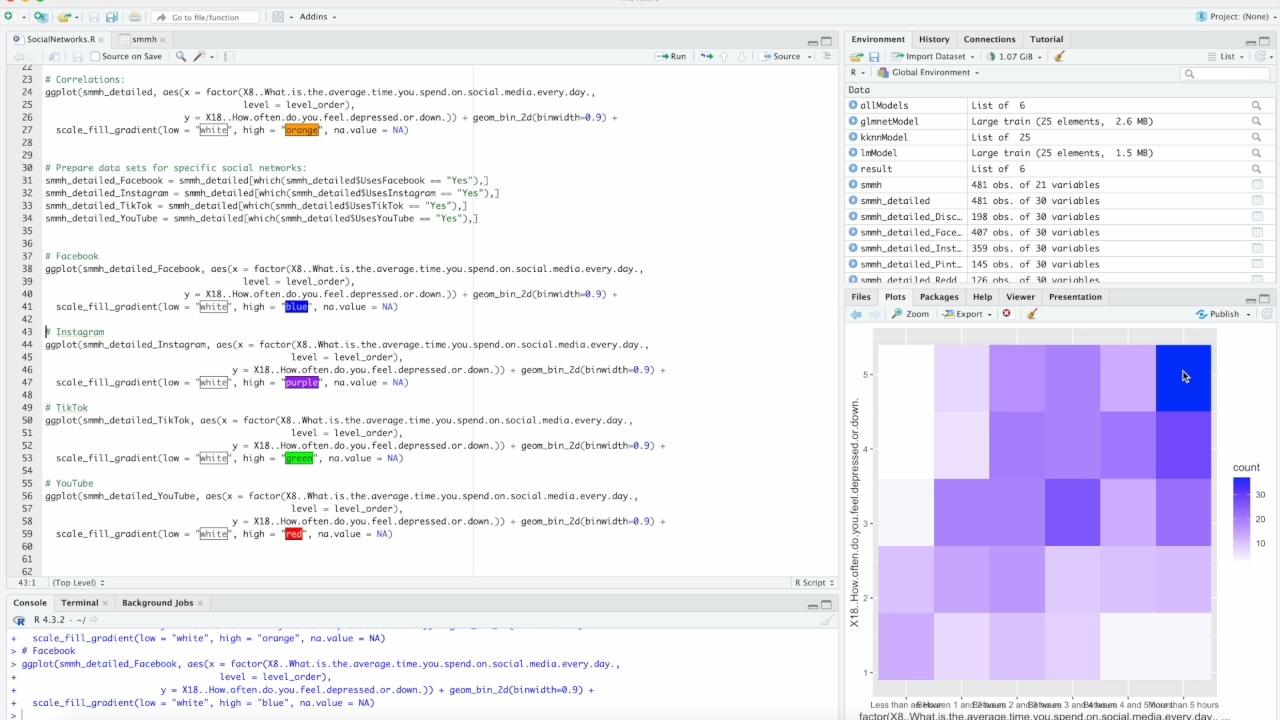 Go to file/function
Addins
Project: (None)
SocialNetworks.R
smmh
Source on Save
Run
Source
22
23 # Correlations:
24 ggplot(smmh_detailed, aes(x = factor(X8..What.is.the.average.time.you.spend.on.social.media.every.day.,
25 level = level_order),
26 y = X18..How.often.do.you.feel.depressed.or.down.)) + geom_bin_2d(binwidth=0.9) +
27 scale_fill_gradient(low = "white", high = "orange", na.value = NA)
28
29
30 # Prepare data sets for specific social networks:
31 smmh_detailed_Facebook = smmh_detailed[which(smmh_detailed$UsesFacebook == "Yes"),]
32 smmh_detailed_Instagram = smmh_detailed[which(smmh_detailed$UsesInstagram == "Yes"),]
33 smmh_detailed_TikTok = smmh_detailed[which(smmh_detailed$UsesTikTok == "Yes"),]
34 smmh_detailed_YouTube = smmh_detailed[which(smmh_detailed$UsesYouTube == "Yes"),]
35
36
37 # Facebook
38 ggplot(smmh_detailed_Facebook, aes(x = factor(X8..What.is.the.average.time.you.spend.on.social.media.every.day.,
39 level = level_order),
40 y = X18..How.often.do.you.feel.depressed.or.down.)) + geom_bin_2d(binwidth=0.9) +
41 scale_fill_gradient(low = "white", high = "blue", na.value = NA)
42
43 # Instagram
44 ggplot(smmh_detailed_Instagram, aes(x = factor(X8..What.is.the.average.time.you.spend.on.social.media.every.day.,
45 level = level_order),
46 y = X18..How.often.do.you.feel.depressed.or.down.)) + geom_bin_2d(binwidth=0.9) +
47 scale_fill_gradient(low = "white", high = "purple", na.value = NA)
48
49 # TikTok
50 ggplot(smmh_detailed_TikTok, aes(x = factor(X8..What.is.the.average.time.you.spend.on.social.media.every.day.,
51 level = level_order),
52 y = X18..How.often.do.you.feel.depressed.or.down.)) + geom_bin_2d(binwidth=0.9) +
53 scale_fill_gradient(low = "white", high = "green", na.value = NA)
54
55 # YouTube
56 ggplot(smmh_detailed_YouTube, aes(x = factor(X8..What.is.the.average.time.you.spend.on.social.media.every.day.,
57 level = level_order),
58 y = X18..How.often.do.you.feel.depressed.or.down.)) + geom_bin_2d(binwidth=0.9) +
59 scale_fill_gradient(low = "white", high = "red", na.value = NA)
60
61
62
43:1 (Top Level) R Script
Console Terminal Background Jobs
R 4.3.2 · ~/
+ scale_fill_gradient(low = "white", high = "orange", na.value = NA)
> # Facebook
> ggplot(smmh_detailed_Facebook, aes(x = factor(X8..What.is.the.average.time.you.spend.on.social.media.every.day.,
+ level = level_order),
+ y = X18..How.often.do.you.feel.depressed.or.down.)) + geom_bin_2d(binwidth=0.9) +
+ scale_fill_gradient(low = "white", high = "blue", na.value = NA)
>
Environment History Connections Tutorial
Import Dataset 1.07 GiB List
R Global Environment
Data
allModels List of 6
glmnetModel Large train (25 elements, 2.6 MB)
kknnModel List of 25
lmModel Large train (25 elements, 1.5 MB)
result List of 6
smmh 481 obs. of 21 variables
smmh_detailed 481 obs. of 30 variables
smmh_detailed_Disc… 198 obs. of 30 variables
smmh_detailed_Face… 407 obs. of 30 variables
smmh_detailed_Inst… 359 obs. of 30 variables
smmh_detailed_Pint… 145 obs. of 30 variables
smmh_detailed_Redd 126 obs. of 30 variables
Files Plots Packages Help Viewer Presentation
Zoom Export Publish
X18..How.often.do.you.feel.depressed.or.down.
5
4
3
2
1
count
30
20
10
Less than an Hour Between 1 and 2 hours Between 2 and 3 hours Between 3 and 4 hours Between 4 and 5 hours More than 5 hours
factor(X8..What.is.the.average.time.you.spend.on.social.media.every.day., ...